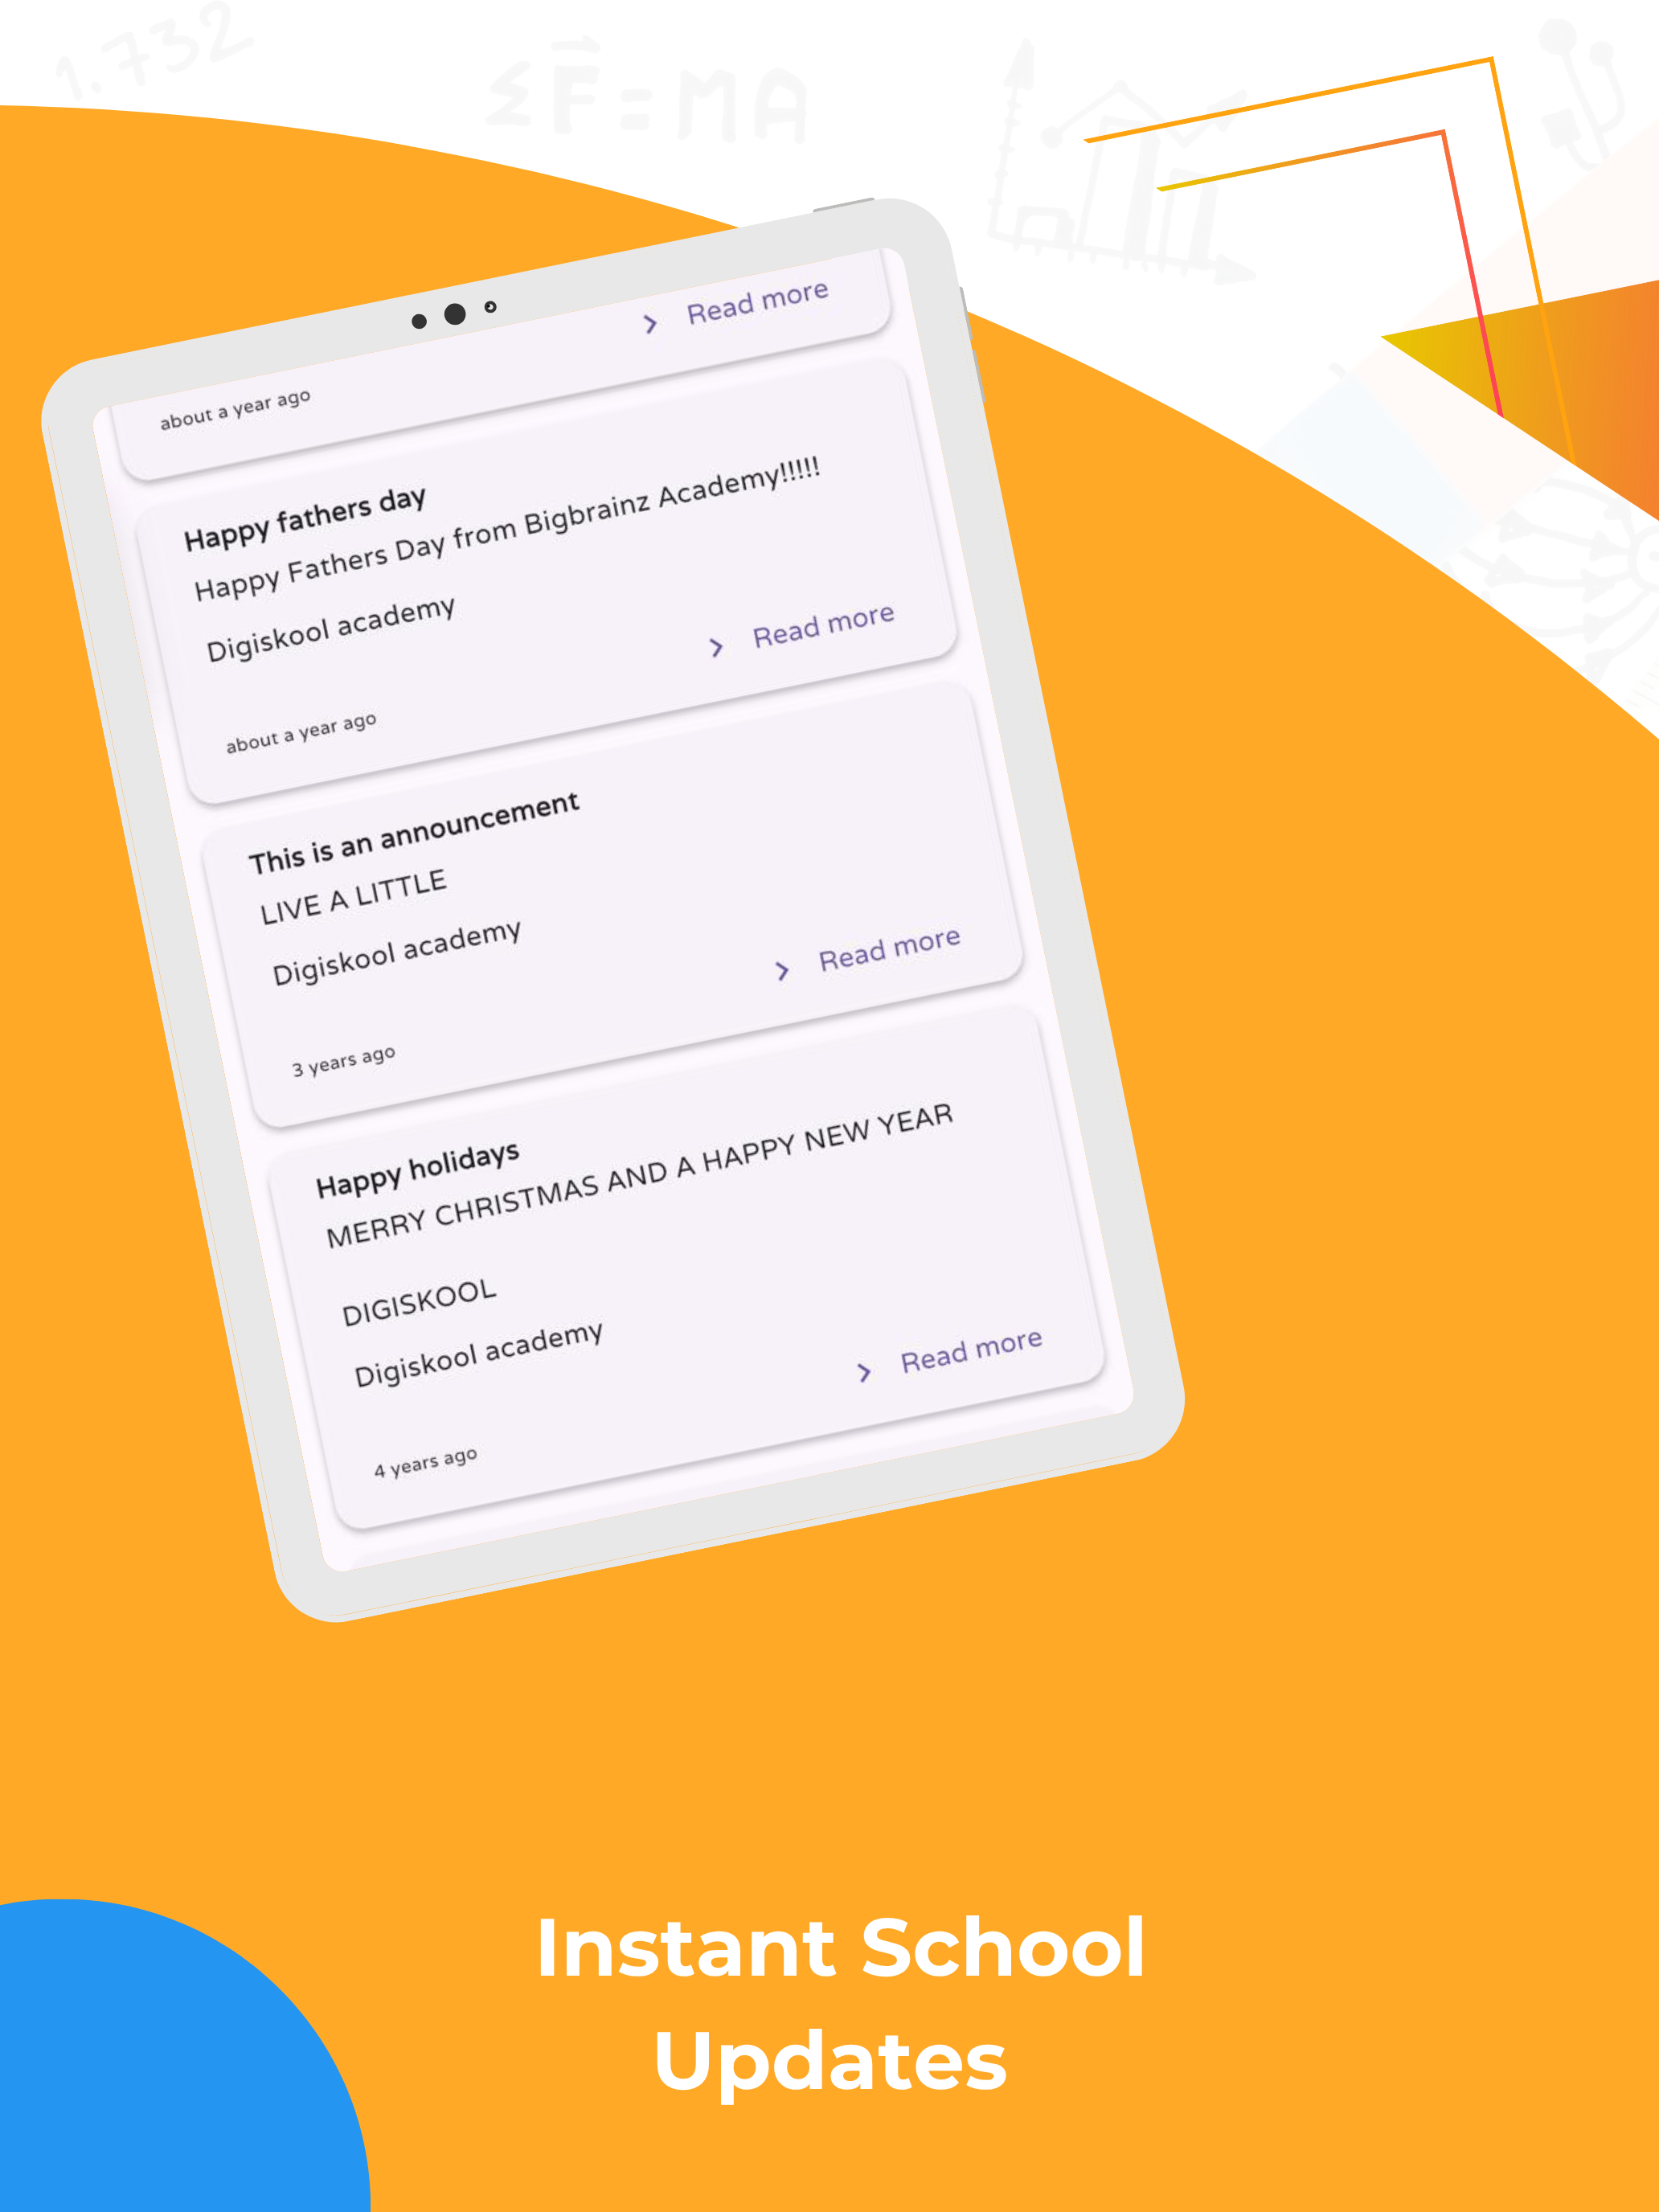 1.732
ΣF=MA
Read more
about a year ago
Happy fathers day
Happy Fathers Day from Bigbrainz Academy!!!!!
Digiskool academy
Read more
about a year ago
This is an announcement
LIVE A LITTLE
Digiskool academy
Read more
3 years ago
Happy holidays
MERRY CHRISTMAS AND A HAPPY NEW YEAR
DIGISKOOL
Digiskool academy
Read more
4 years ago
Instant School
Updates